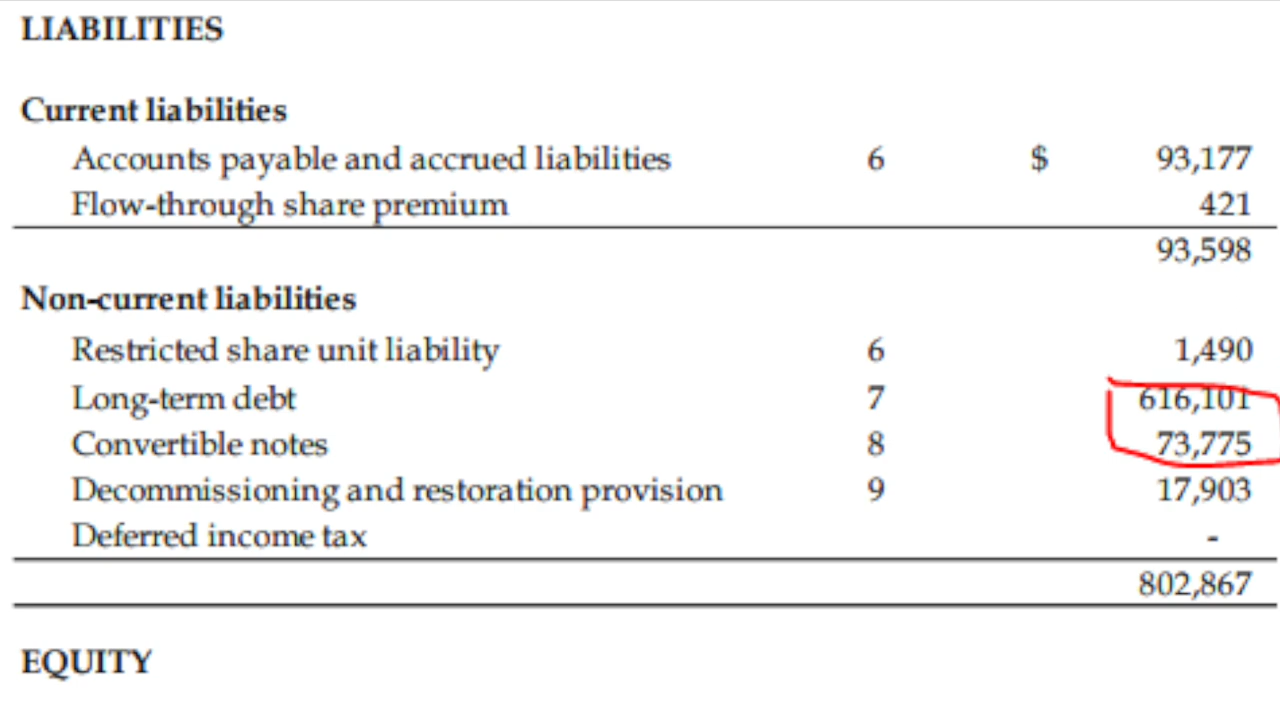 LIABILITIES
Current liabilities
Accounts payable and accrued liabilities 6 $ 93,177
Flow-through share premium 421
93,598
Non-current liabilities
Restricted share unit liability 6 1,490
Long-term debt 7 616,101
Convertible notes 8 73,775
Decommissioning and restoration provision 9 17,903
Deferred income tax -
802,867
EQUITY